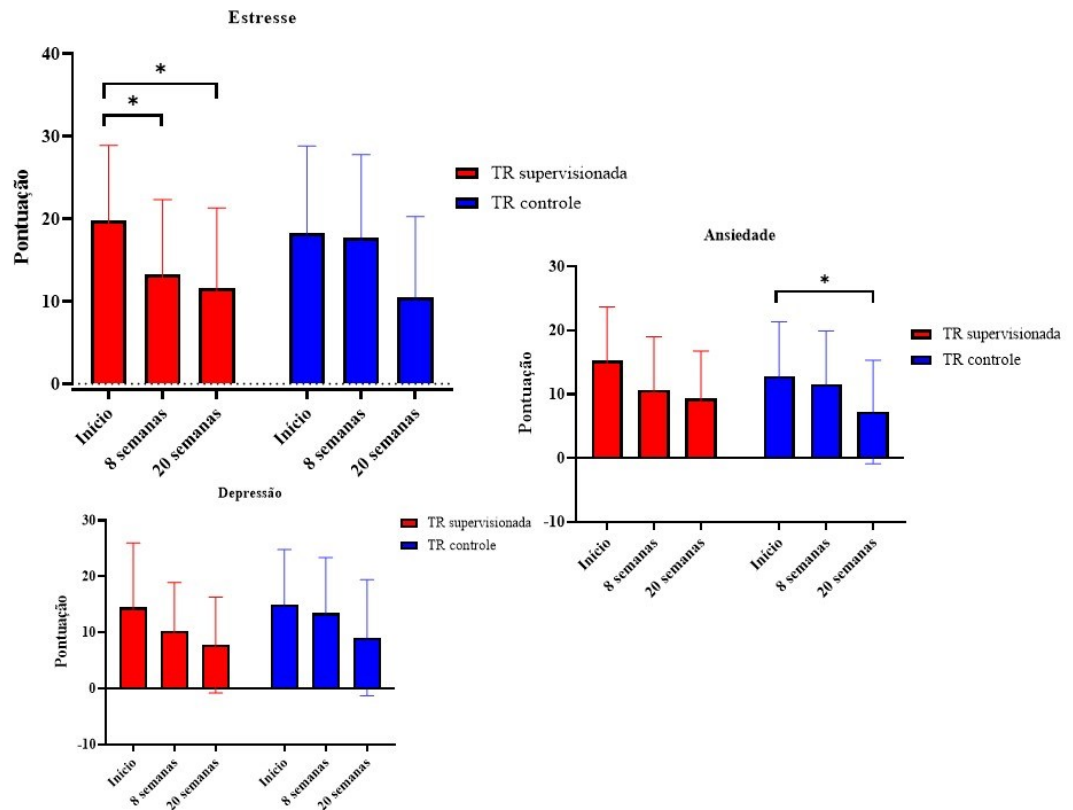 Estresse
40
30
20
10
0
Pontuação
*
*
Início
8 semanas
20 semanas
Início
8 semanas
20 semanas
TR supervisionada
TR controle
Ansiedade
30
20
10
0
-10
Pontuação
*
Início
8 semanas
20 semanas
Início
8 semanas
20 semanas
TR supervisionada
TR controle
Depressão
30
20
10
0
-10
Pontuação
Início
8 semanas
20 semanas
Início
8 semanas
20 semanas
TR supervisionada
TR controle